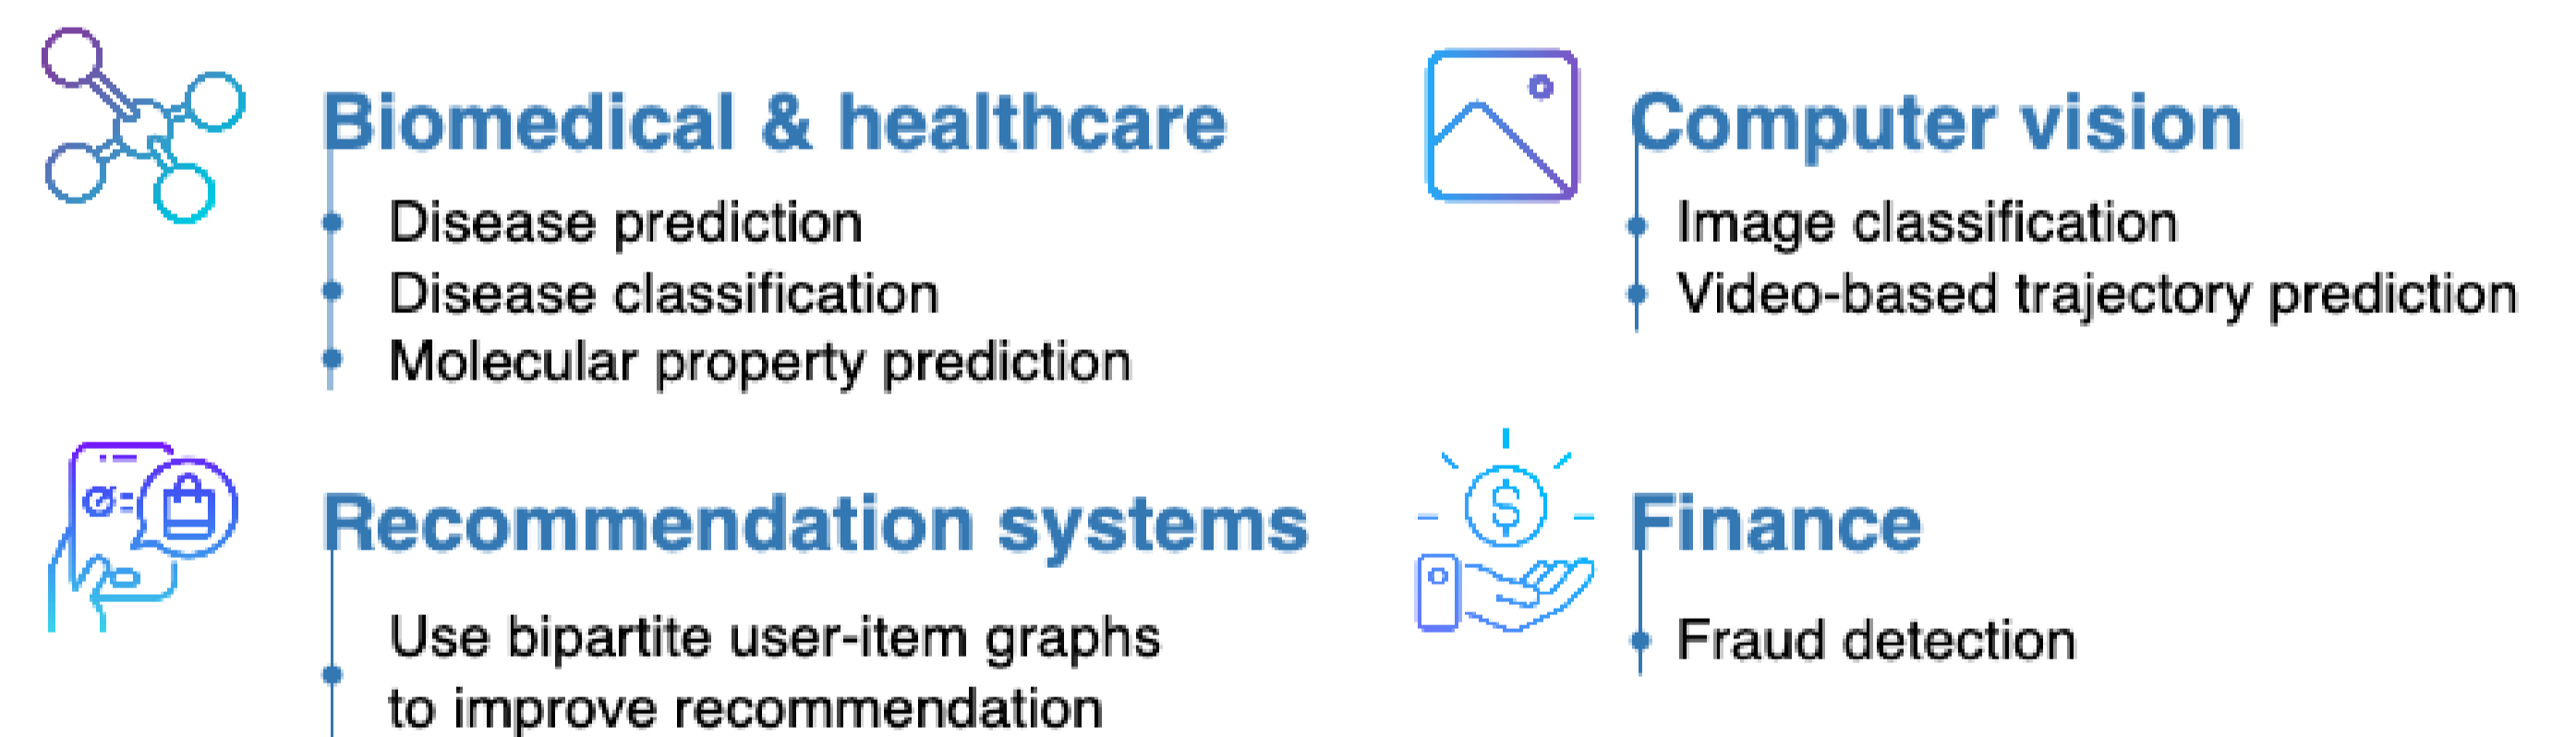 Biomedical & healthcare
Disease prediction
Disease classification
Molecular property prediction
Computer vision
Image classification
Video-based trajectory prediction
Recommendation systems
Use bipartite user-item graphs
to improve recommendation
Finance
$
Fraud detection